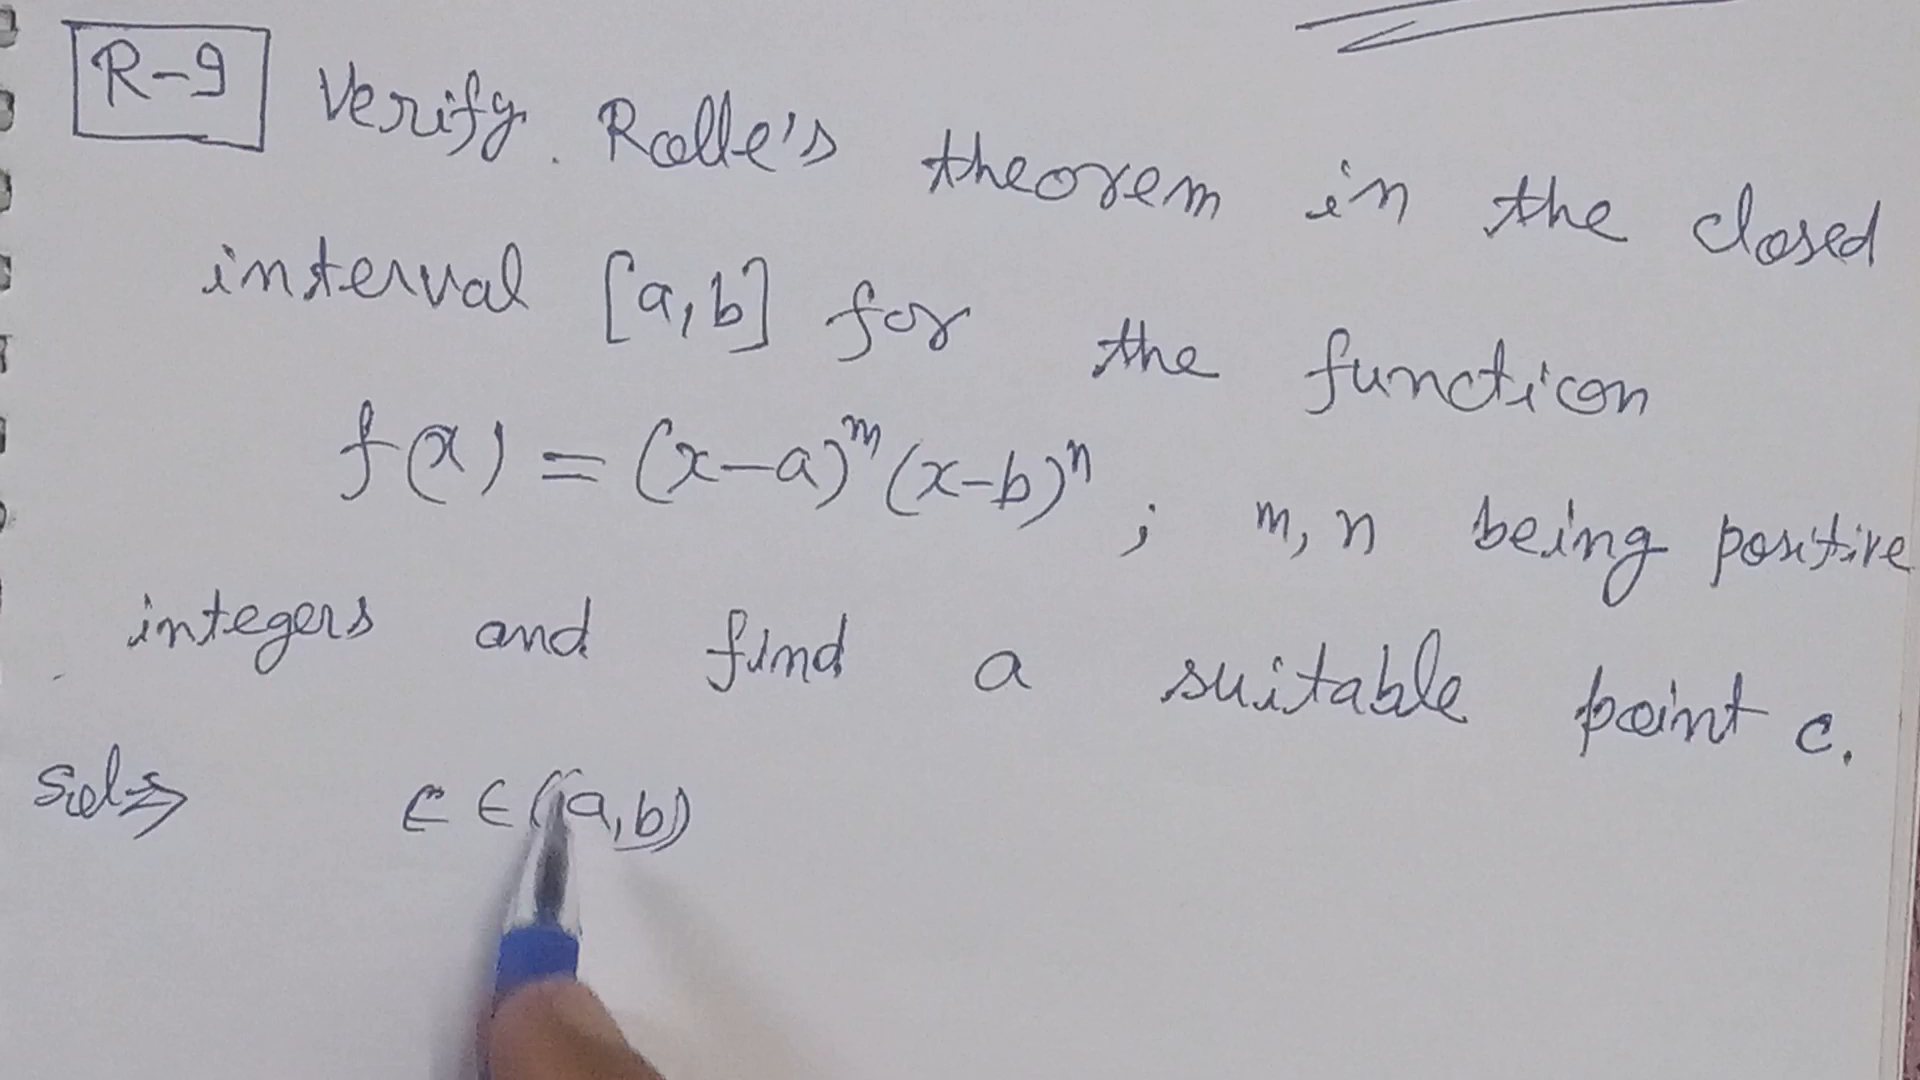 R-9 Verify Rolle's theorem in the closed
interval [a,b] for the function
f(x) = (x-a)^m (x-b)^n ; m, n being positive
integers and find a suitable point c.
Sol⇒ c ∈ (a,b)